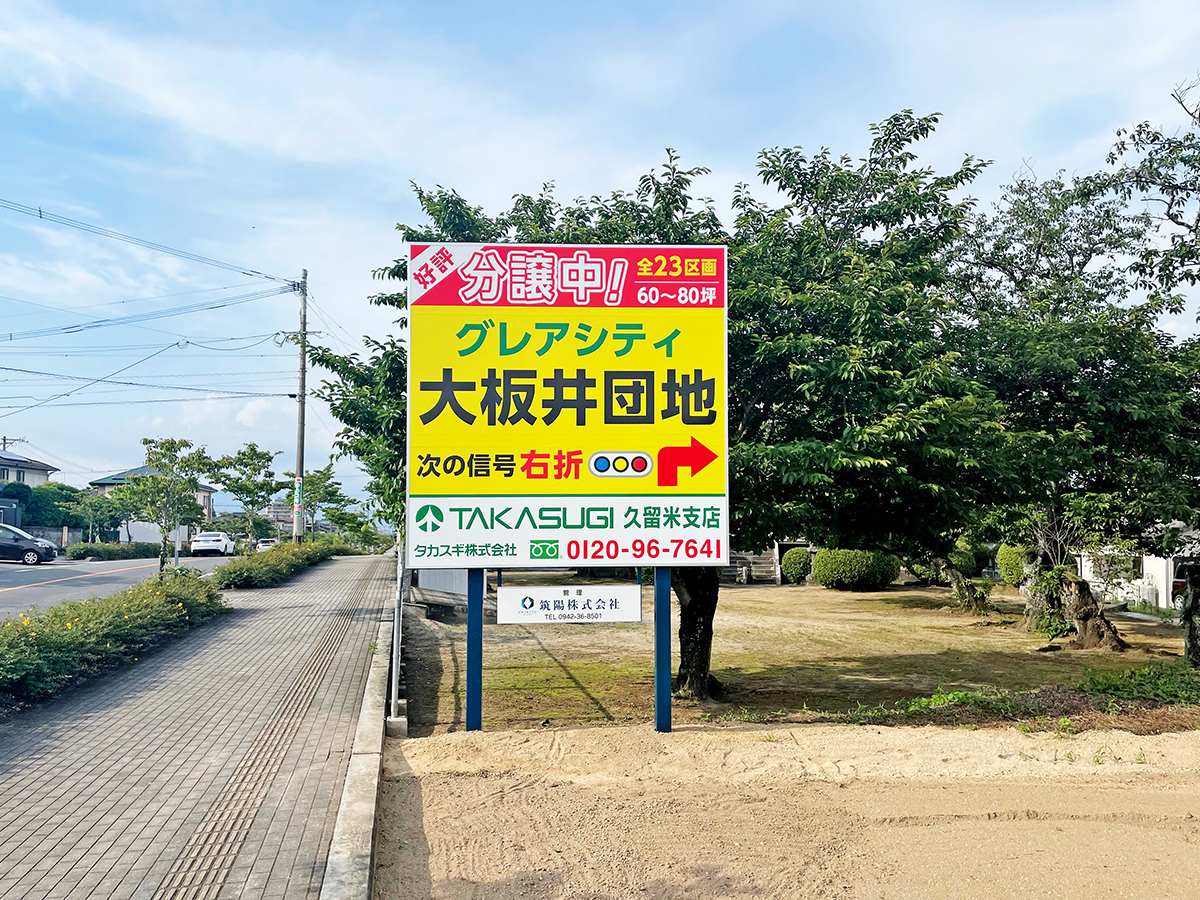 好評 分譲中! 全23区画
60～80坪
グレアシティ
大板井団地
次の信号右折
TAKASUGI 久留米支店
タカスギ株式会社 0120-96-7641
管理
筑陽株式会社
TEL 0942-36-8501